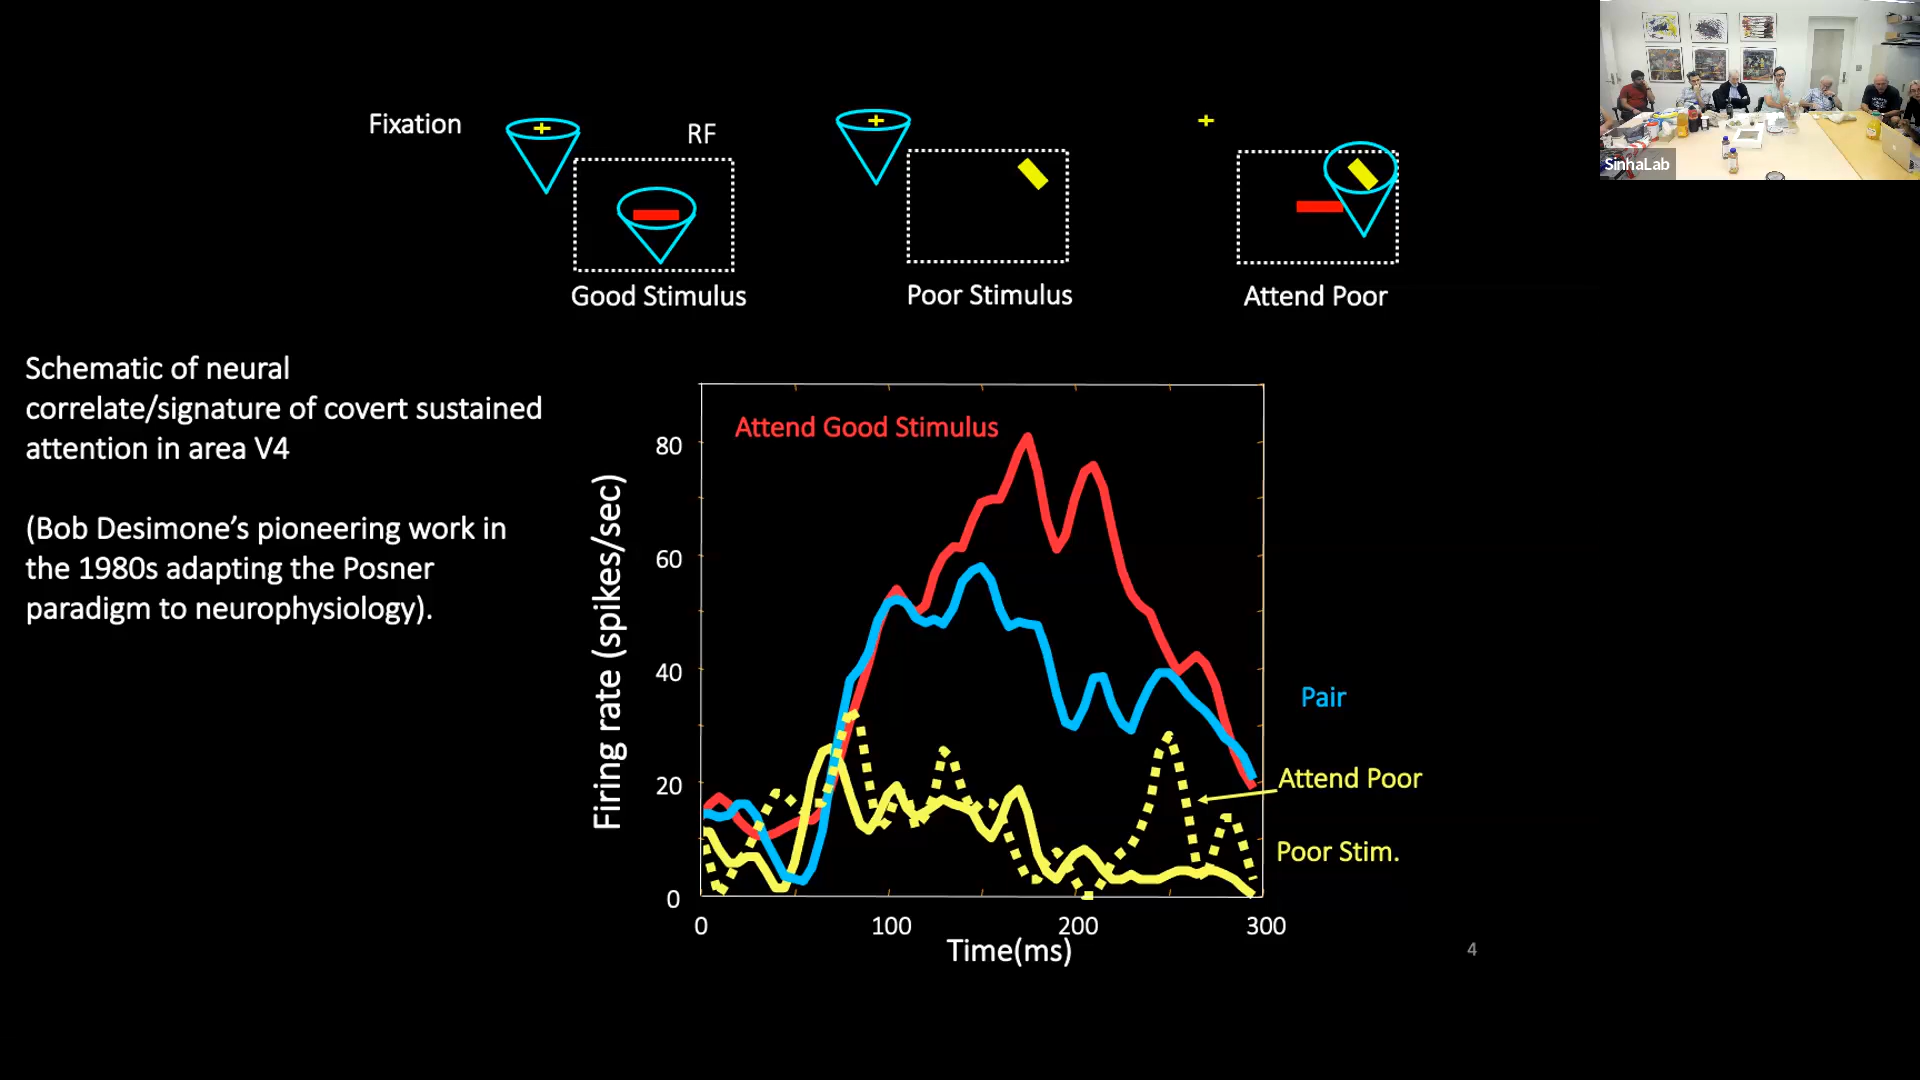 Fixation
RF
Good Stimulus
Poor Stimulus
Attend Poor
SinhaLab
Schematic of neural
correlate/signature of covert sustained
attention in area V4
(Bob Desimone’s pioneering work in
the 1980s adapting the Posner
paradigm to neurophysiology).
Attend Good Stimulus
Firing rate (spikes/sec)
80
60
40
20
0
Pair
Attend Poor
Poor Stim.
0
100
200
300
Time(ms)
4